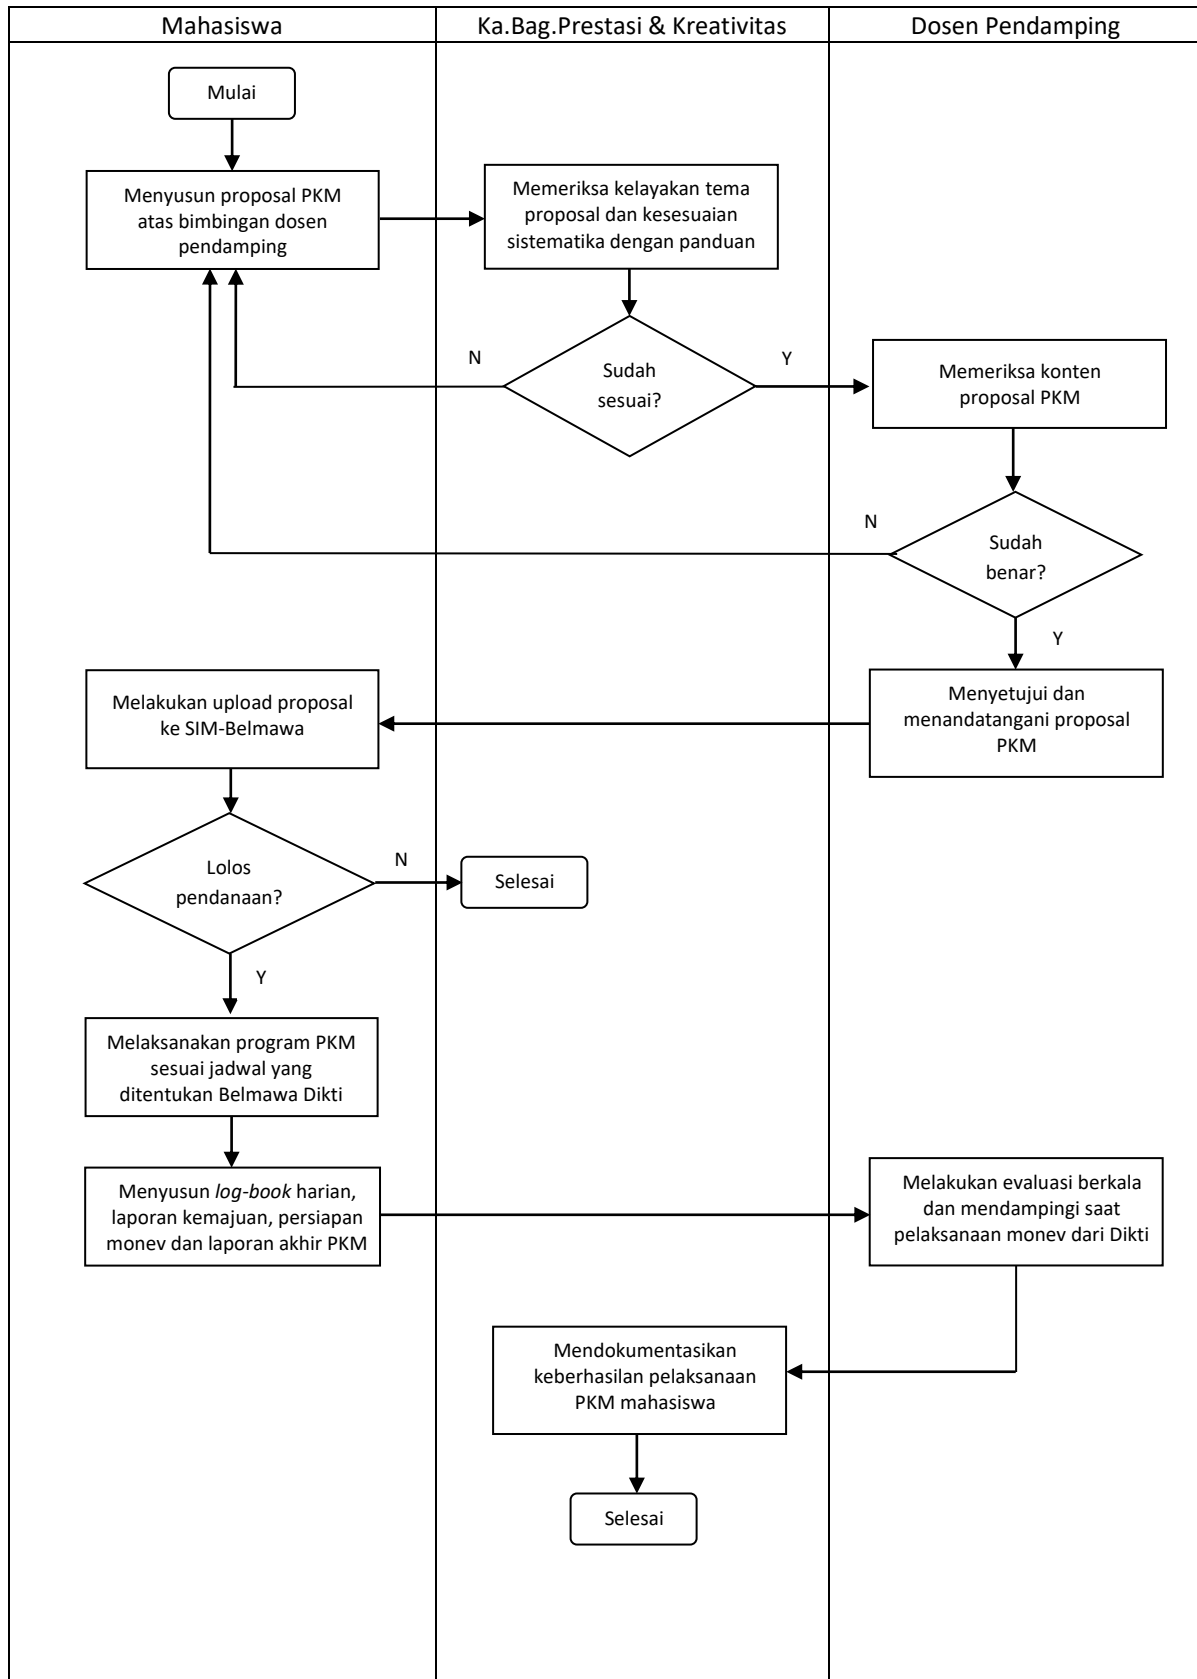 Mahasiswa
Ka.Bag.Prestasi & Kreativitas
Dosen Pendamping
Mulai
Menyusun proposal PKM
atas bimbingan dosen
pendamping
Memeriksa kelayakan tema
proposal dan kesesuaian
sistematika dengan panduan
N
Sudah
sesuai?
Y
Memeriksa konten
proposal PKM
N
Sudah
benar?
Y
Menyetujui dan
menandatangani proposal
PKM
Melakukan upload proposal
ke SIM-Belmawa
Lolos
pendanaan?
N
Selesai
Y
Melaksanakan program PKM
sesuai jadwal yang
ditentukan Belmawa Dikti
Menyusun log-book harian,
laporan kemajuan, persiapan
monev dan laporan akhir PKM
Melakukan evaluasi berkala
dan mendampingi saat
pelaksanaan monev dari Dikti
Mendokumentasikan
keberhasilan pelaksanaan
PKM mahasiswa
Selesai